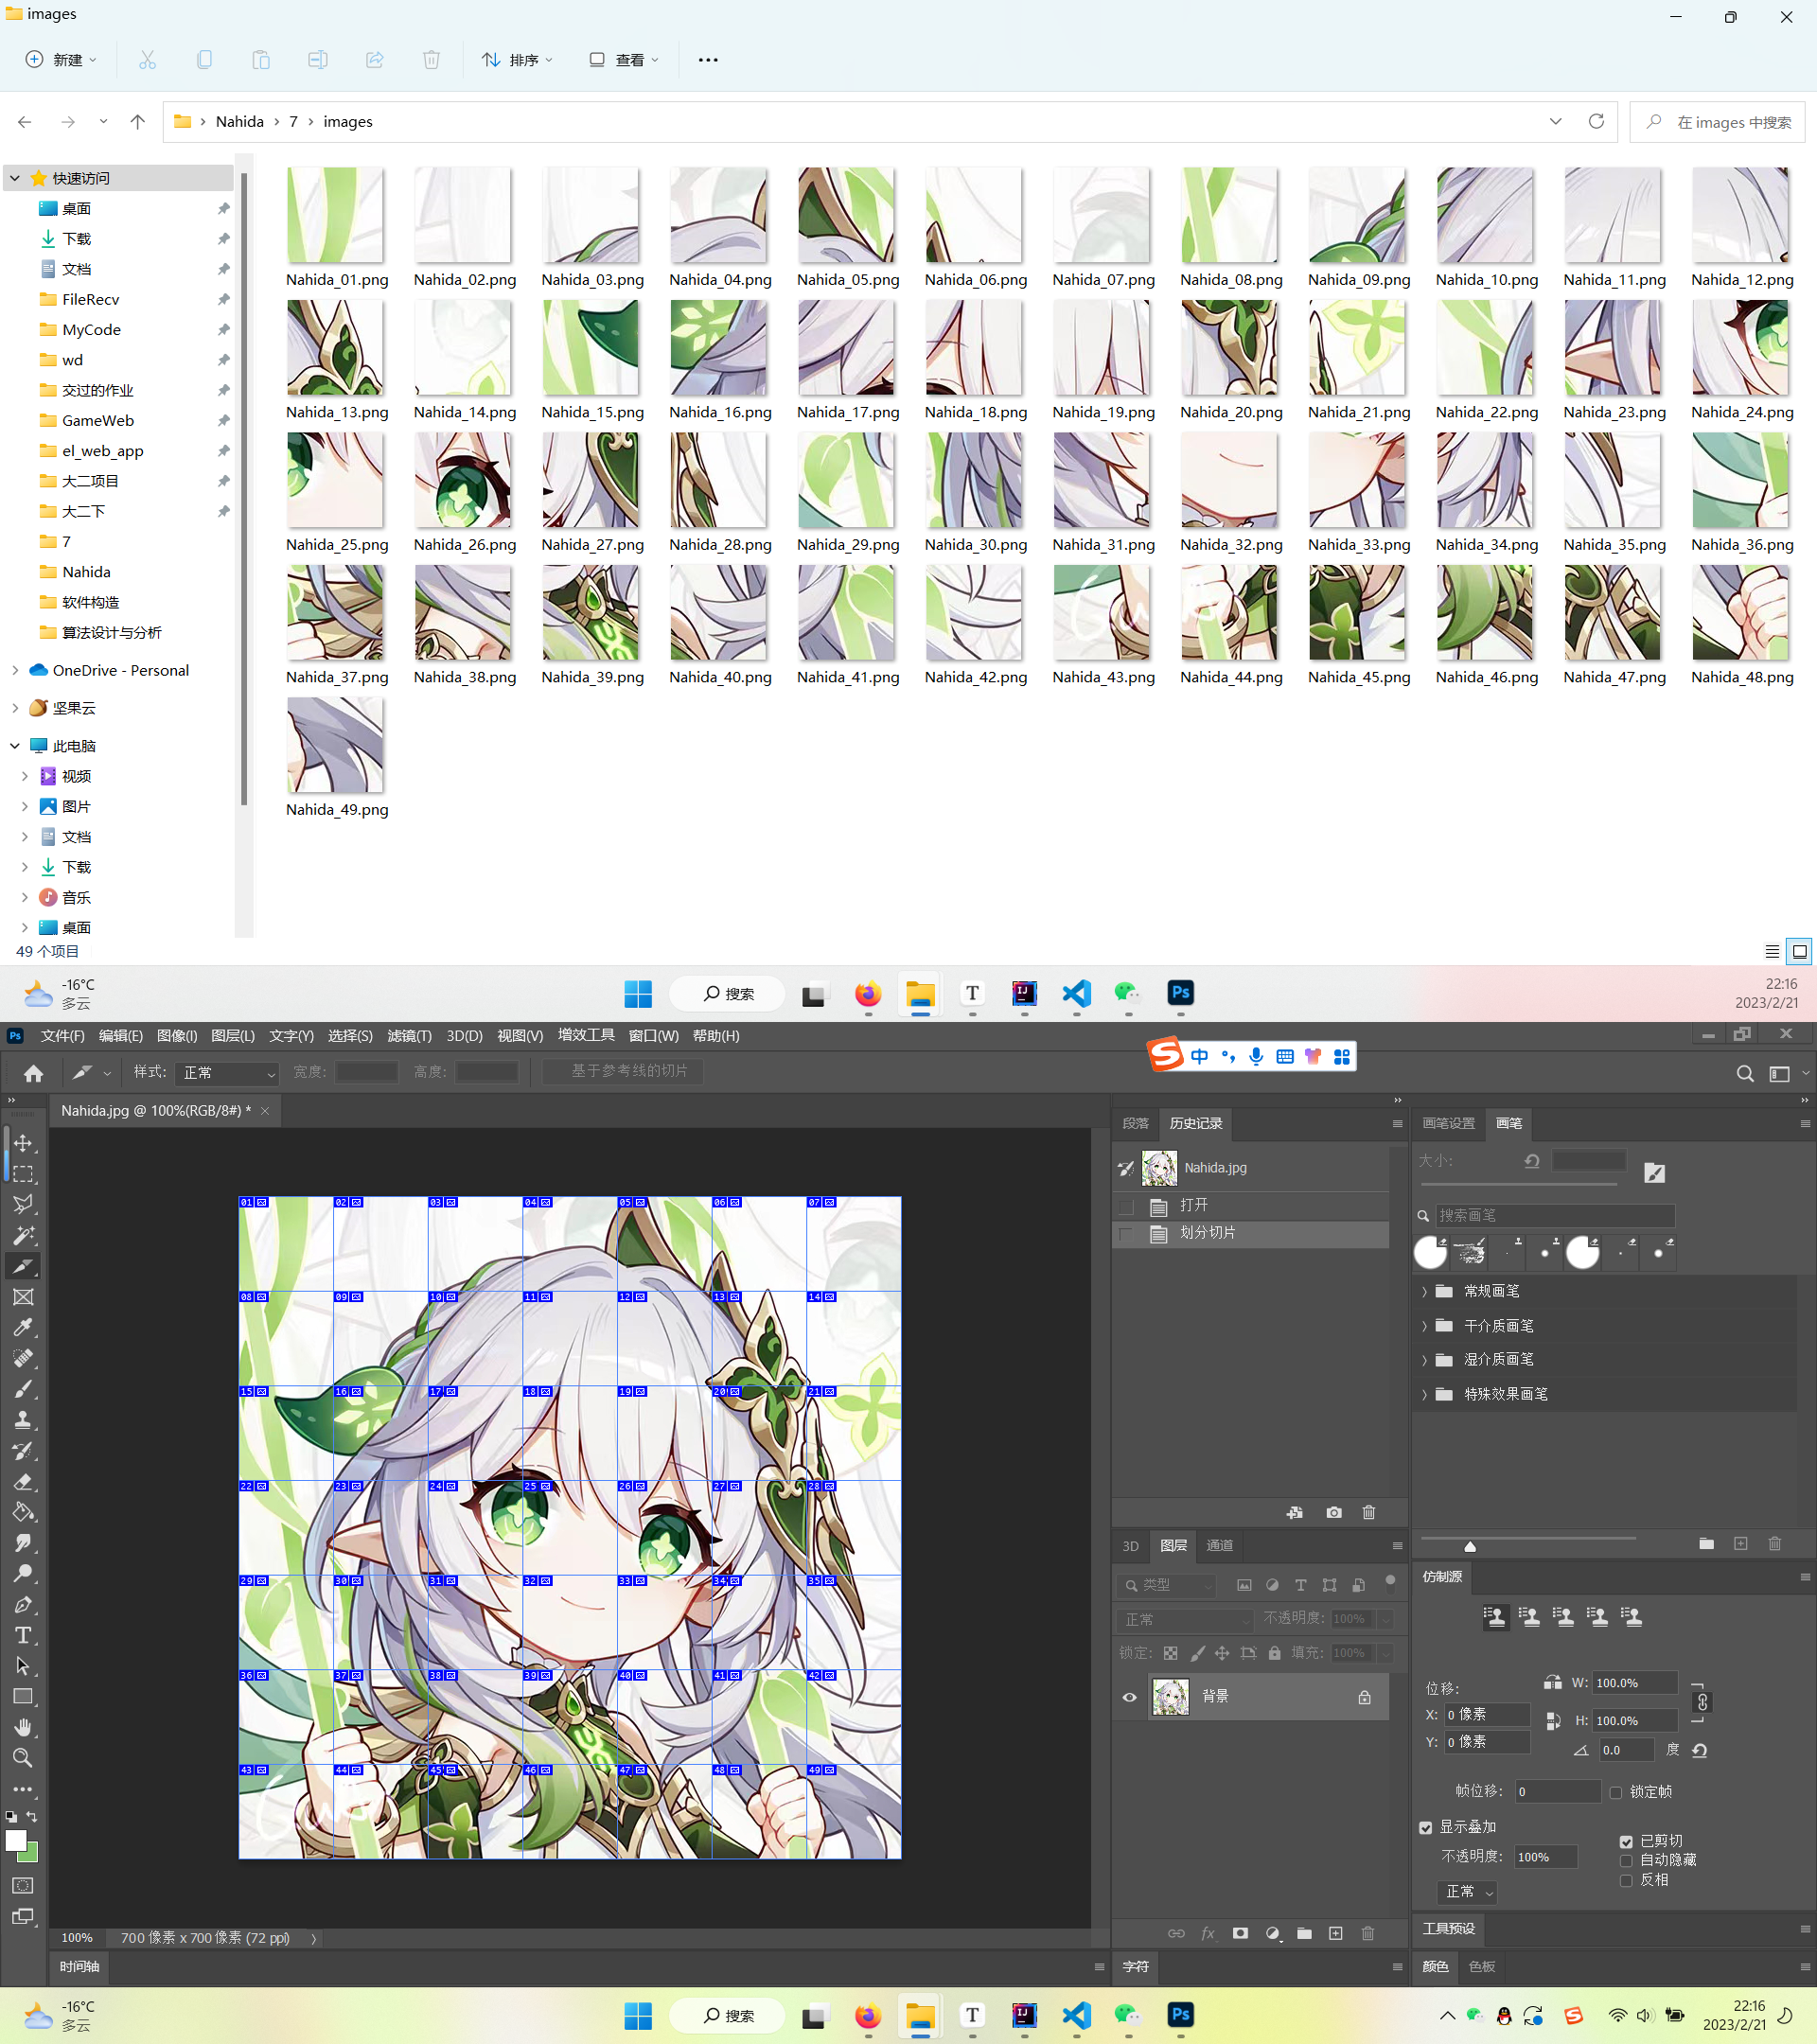 images
新建
排序
查看
Nahida
7
images
在 images 中搜索
快速访问
桌面
下载
文档
FileRecv
MyCode
wd
交过的作业
GameWeb
el_web_app
大二项目
大二下
7
Nahida
软件构造
算法设计与分析
OneDrive - Personal
坚果云
此电脑
视频
图片
文档
下载
音乐
桌面
Nahida_01.png Nahida_02.png Nahida_03.png Nahida_04.png Nahida_05.png Nahida_06.png Nahida_07.png Nahida_08.png Nahida_09.png Nahida_10.png Nahida_11.png Nahida_12.png
Nahida_13.png Nahida_14.png Nahida_15.png Nahida_16.png Nahida_17.png Nahida_18.png Nahida_19.png Nahida_20.png Nahida_21.png Nahida_22.png Nahida_23.png Nahida_24.png
Nahida_25.png Nahida_26.png Nahida_27.png Nahida_28.png Nahida_29.png Nahida_30.png Nahida_31.png Nahida_32.png Nahida_33.png Nahida_34.png Nahida_35.png Nahida_36.png
Nahida_37.png Nahida_38.png Nahida_39.png Nahida_40.png Nahida_41.png Nahida_42.png Nahida_43.png Nahida_44.png Nahida_45.png Nahida_46.png Nahida_47.png Nahida_48.png
Nahida_49.png
49 个项目
-16°C
多云
搜索
22:16
2023/2/21
文件(F) 编辑(E) 图像(I) 图层(L) 文字(Y) 选择(S) 滤镜(T) 3D(D) 视图(V) 增效工具 窗口(W) 帮助(H)
中
样式: 正常 宽度: 高度: 基于参考线的切片
Nahida.jpg @ 100%(RGB/8#) *
01 02 03 04 05 06 07
08 09 10 11 12 13 14
15 16 17 18 19 20 21
22 23 24 25 26 27 28
29 30 31 32 33 34 35
36 37 38 39 40 41 42
43 44 45 46 47 48 49
100% 700 像素 x 700 像素 (72 ppi)
时间轴
段落 历史记录
Nahida.jpg
打开
划分切片
3D 图层 通道
类型
正常 不透明度: 100%
锁定: 填充: 100%
背景
字符
画笔设置 画笔
大小:
搜索画笔
常规画笔
干介质画笔
湿介质画笔
特殊效果画笔
仿制源
位移: W: 100.0%
X: 0 像素 H: 100.0%
Y: 0 像素 0.0 度
帧位移: 0 锁定帧
显示叠加
不透明度: 100%
正常
已剪切
自动隐藏
反相
工具预设
颜色 色板
-16°C
多云
搜索
22:16
2023/2/21